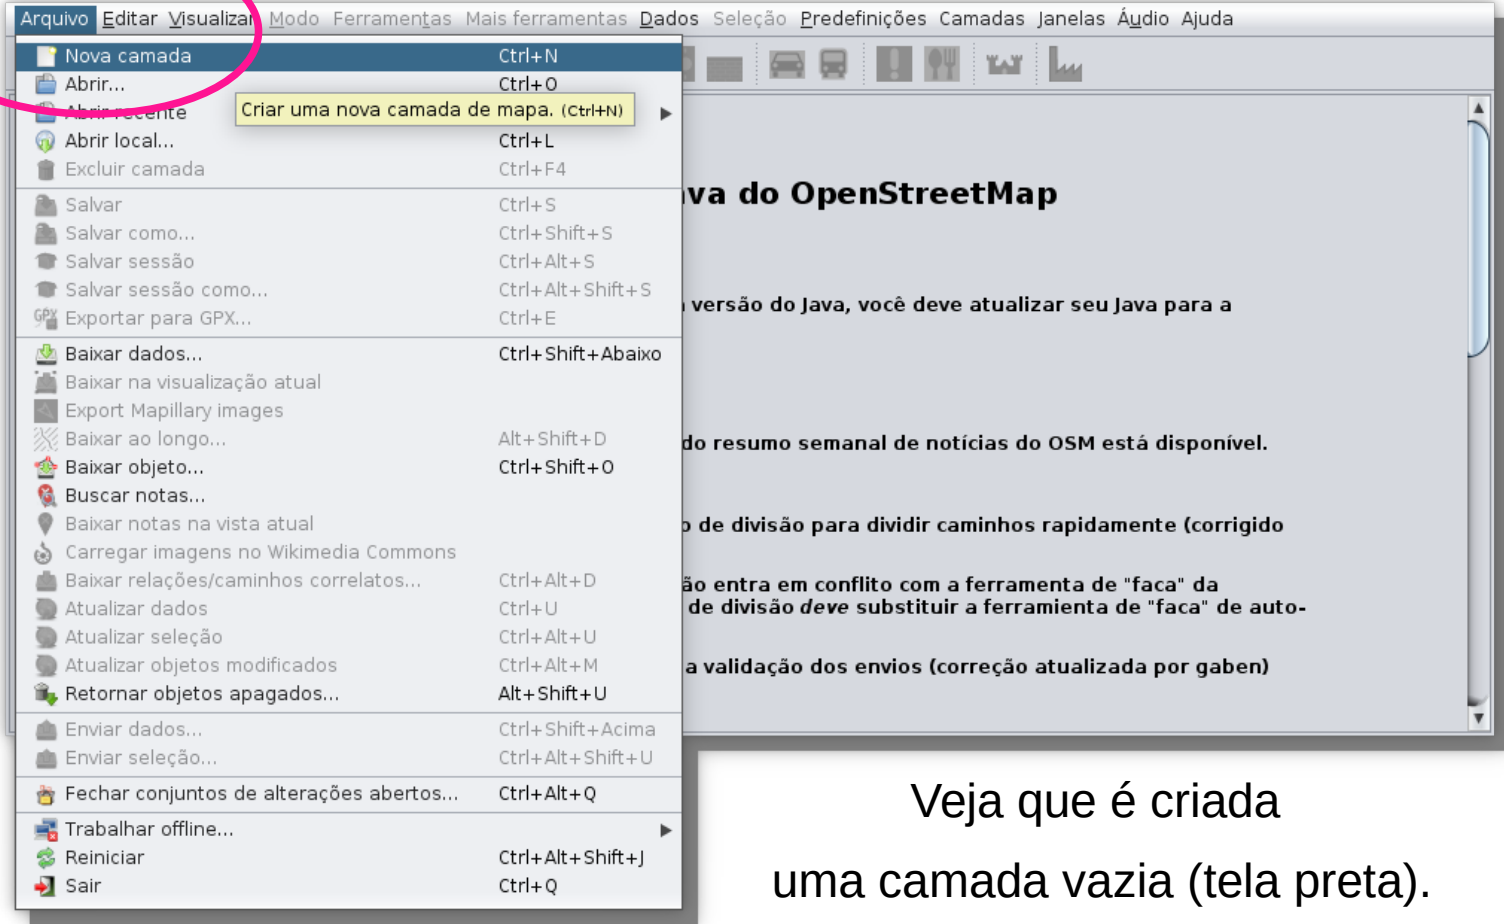 Arquivo Editar Visualizar Modo Ferramentas Mais ferramentas Dados Seleção Predefinições Camadas Janelas Áudio Ajuda
Nova camada Ctrl+N
Abrir... Ctrl+O
Criar uma nova camada de mapa. (Ctrl+N)
Abrir recente
Abrir local... Ctrl+L
Excluir camada Ctrl+F4
Salvar Ctrl+S
Salvar como... Ctrl+Shift+S
Salvar sessão Ctrl+Alt+S
Salvar sessão como... Ctrl+Alt+Shift+S
GPX Exportar para GPX... Ctrl+E
Baixar dados... Ctrl+Shift+Abaixo
Baixar na visualização atual
Export Mapillary images
Baixar ao longo... Alt+Shift+D
Baixar objeto... Ctrl+Shift+O
Buscar notas...
Baixar notas na vista atual
Carregar imagens no Wikimedia Commons
Baixar relações/caminhos correlatos... Ctrl+Alt+D
Atualizar dados Ctrl+U
Atualizar seleção Ctrl+Alt+U
Atualizar objetos modificados Ctrl+Alt+M
Retornar objetos apagados... Alt+Shift+U
Enviar dados... Ctrl+Shift+Acima
Enviar seleção... Ctrl+Alt+Shift+U
Fechar conjuntos de alterações abertos... Ctrl+Alt+Q
Trabalhar offline...
Reiniciar Ctrl+Alt+Shift+J
Sair Ctrl+Q
va do OpenStreetMap
versão do Java, você deve atualizar seu Java para a
do resumo semanal de notícias do OSM está disponível.
de divisão para dividir caminhos rapidamente (corrigido
ão entra em conflito com a ferramenta de "faca" da
de divisão deve substituir a ferramienta de "faca" de auto-
a validação dos envios (correção atualizada por gaben)
Veja que é criada
uma camada vazia (tela preta).